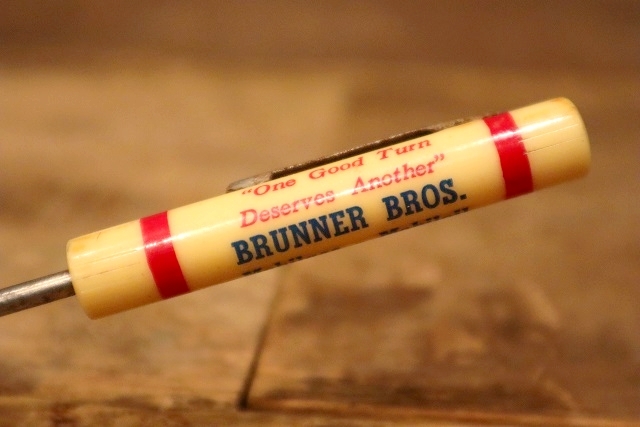 "One Good Turn
Deserves Another"
BRUNNER BROS.